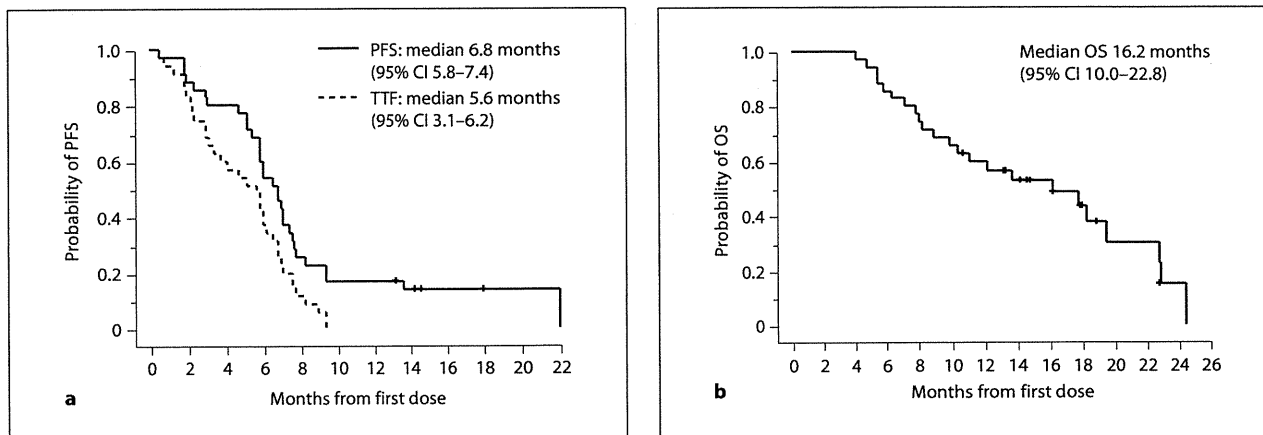 PFS: median 6.8 months
(95% CI 5.8–7.4)
TTF: median 5.6 months
(95% CI 3.1–6.2)
Probability of PFS
1.0
0.8
0.6
0.4
0.2
0
0 2 4 6 8 10 12 14 16 18 20 22
a
Months from first dose
Median OS 16.2 months
(95% CI 10.0–22.8)
Probability of OS
1.0
0.8
0.6
0.4
0.2
0
0 2 4 6 8 10 12 14 16 18 20 22 24 26
b
Months from first dose